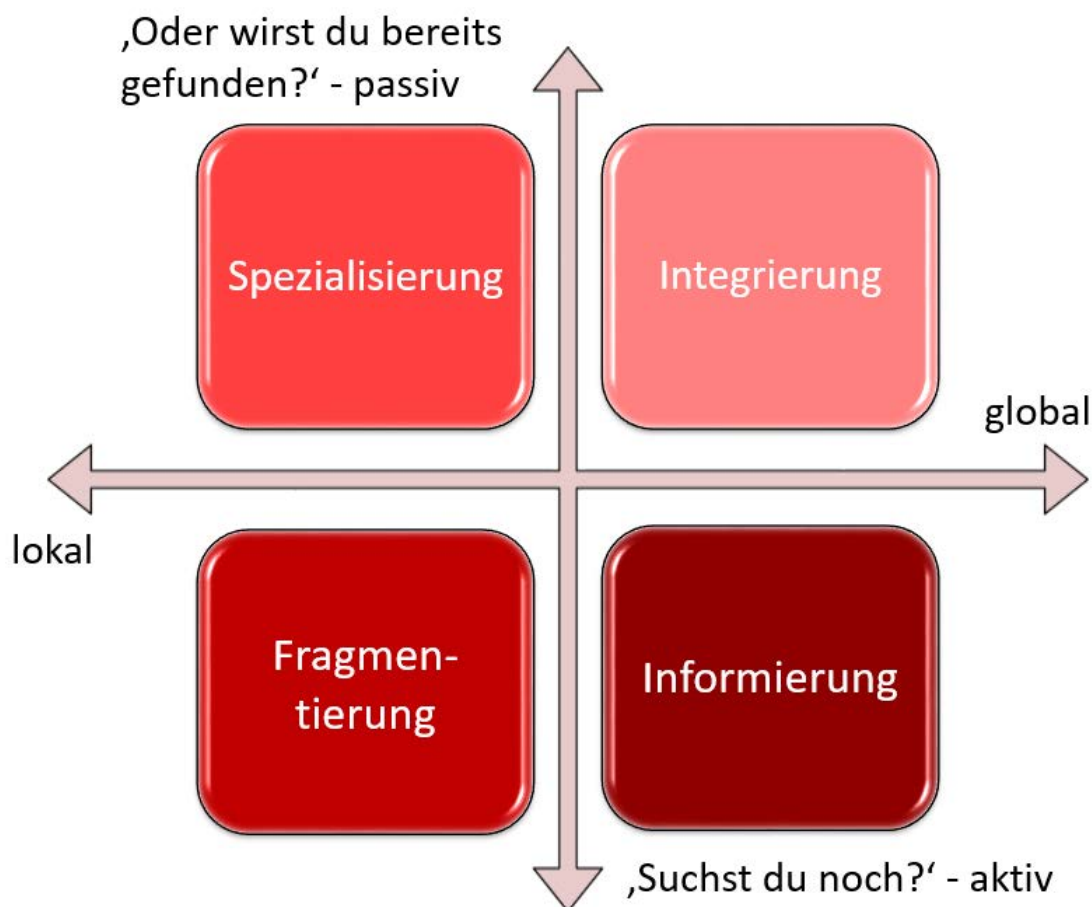 ‚Oder wirst du bereits
gefunden?‘ - passiv
Spezialisierung
Integrierung
global
lokal
Fragmen-
tierung
Informierung
‚Suchst du noch?‘ - aktiv